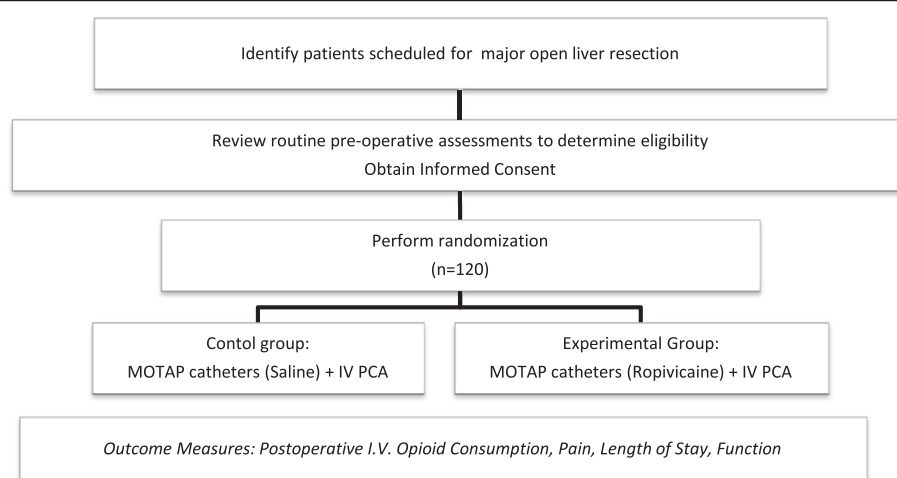 Identify patients scheduled for major open liver resection
Review routine pre-operative assessments to determine eligibility
Obtain Informed Consent
Perform randomization
(n=120)
Contol group:
MOTAP catheters (Saline) + IV PCA
Experimental Group:
MOTAP catheters (Ropivicaine) + IV PCA
Outcome Measures: Postoperative I.V. Opioid Consumption, Pain, Length of Stay, Function